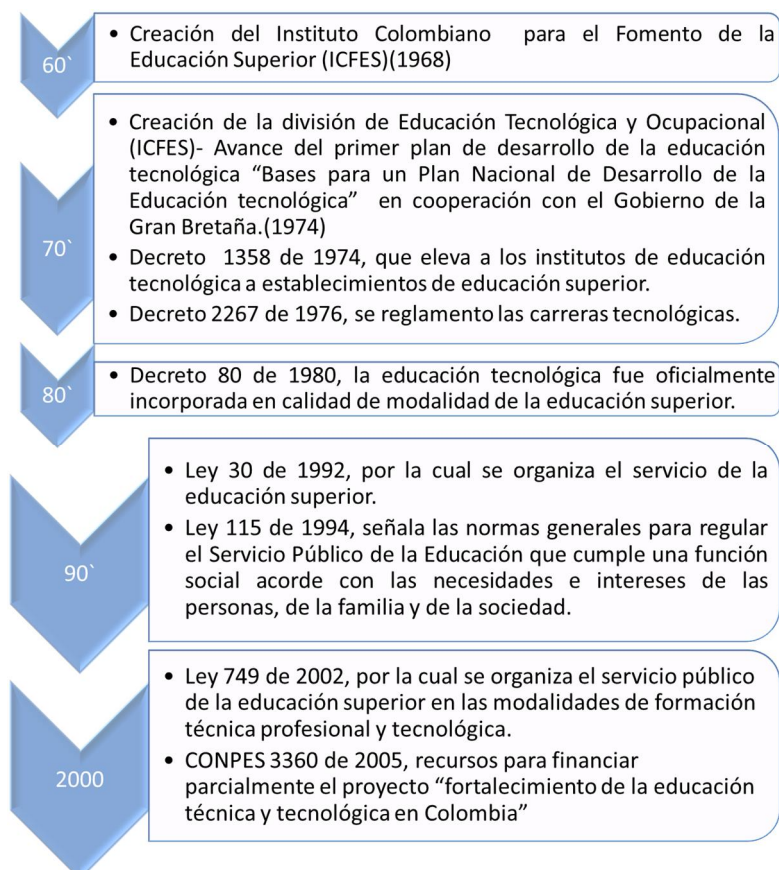 60`
• Creación del Instituto Colombiano para el Fomento de la
Educación Superior (ICFES)(1968)
70`
• Creación de la división de Educación Tecnológica y Ocupacional
(ICFES)- Avance del primer plan de desarrollo de la educación
tecnológica “Bases para un Plan Nacional de Desarrollo de la
Educación tecnológica” en cooperación con el Gobierno de la
Gran Bretaña.(1974)
• Decreto 1358 de 1974, que eleva a los institutos de educación
tecnológica a establecimientos de educación superior.
• Decreto 2267 de 1976, se reglamento las carreras tecnológicas.
80`
• Decreto 80 de 1980, la educación tecnológica fue oficialmente
incorporada en calidad de modalidad de la educación superior.
90`
• Ley 30 de 1992, por la cual se organiza el servicio de la
educación superior.
• Ley 115 de 1994, señala las normas generales para regular
el Servicio Público de la Educación que cumple una función
social acorde con las necesidades e intereses de las
personas, de la familia y de la sociedad.
2000
• Ley 749 de 2002, por la cual se organiza el servicio público
de la educación superior en las modalidades de formación
técnica profesional y tecnológica.
• CONPES 3360 de 2005, recursos para financiar
parcialmente el proyecto “fortalecimiento de la educación
técnica y tecnológica en Colombia”